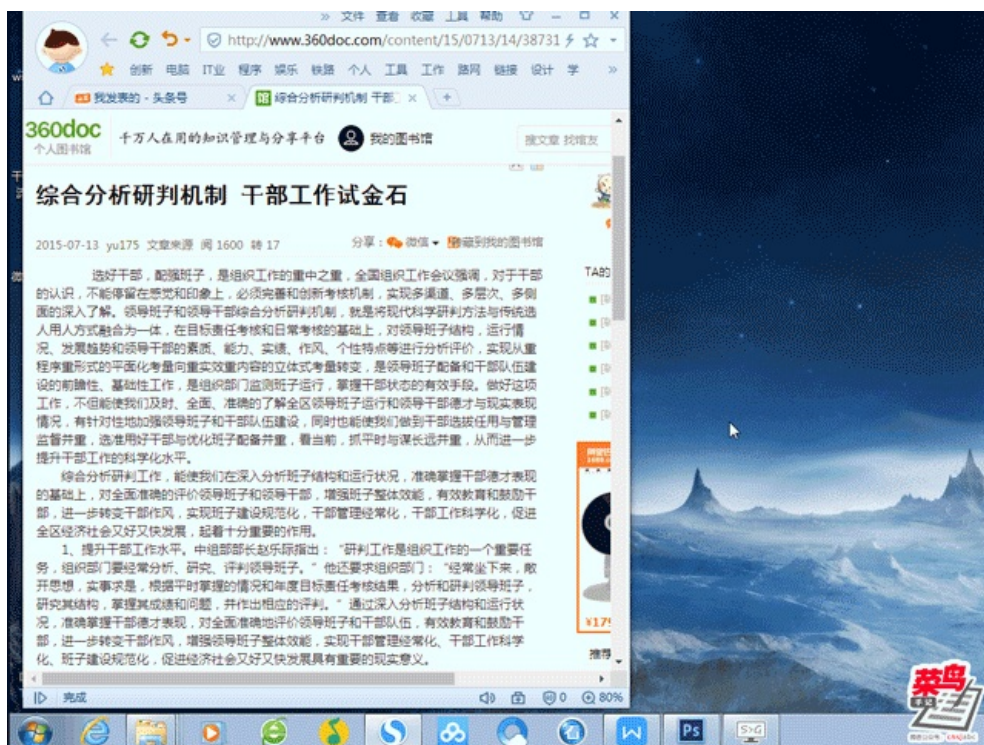 » 文件 查看 收藏 工具 帮助
http://www.360doc.com/content/15/0713/14/38731
创新 电脑 IT业 程序 娱乐 铁路 个人 工具 工作 路网 链接 设计 学 »
我发表的 - 头条号 × 馆 综合分析研判机制 干部 × +
360doc 千万人在用的知识管理与分享平台 我的图书馆 搜文章 找馆友
个人图书馆
综合分析研判机制 干部工作试金石
2015-07-13 yu175 文章来源 阅 1600 转 17 分享: 微信 藏到我的图书馆
TA的
选好干部，配强班子，是组织工作的重中之重，全国组织工作会议强调，对于干部
的认识，不能停留在感觉和印象上，必须完善和创新考核机制，实现多渠道、多层次、多侧
面的深入了解。领导班子和领导干部综合分析研判机制，就是将现代科学研判方法与传统选
人用人方式融合为一体，在目标责任考核和日常考核的基础上，对领导班子结构，运行情
况、发展趋势和领导干部的素质、能力、实绩、作风、个性特点等进行分析评价，实现从重
程序重形式的平面化考量向重实效重内容的立体式考量转变，是领导班子配备和干部队伍建
设的前瞻性、基础性工作，是组织部门监测班子运行，掌握干部状态的有效手段。做好这项
工作，不但能使我们及时、全面、准确的了解全区领导班子运行和领导干部德才与现实表现
情况，有针对性地加强领导班子和干部队伍建设，同时也能使我们做到干部选拔任用与管理
监督并重，选准用好干部与优化班子配备并重，看当前，抓平时与谋长远并重，从而进一步
提升干部工作的科学化水平。
综合分析研判工作，能使我们在深入分析班子结构和运行状况，准确掌握干部德才表现
的基础上，对全面准确的评价领导班子和领导干部，增强班子整体效能，有效教育和鼓励干
部，进一步转变干部作风，实现班子建设规范化，干部管理经常化，干部工作科学化，促进
全区经济社会又好又快发展，起着十分重要的作用。
1、提升干部工作水平。中组部部长赵乐际指出：“研判工作是组织工作的一个重要任
务，组织部门要经常分析、研究、评判领导班子。”他还要求组织部门：“经常坐下来，敞
开思想，实事求是，根据平时掌握的情况和年度目标责任考核结果，分析和研判领导班子，
研究其结构，掌握其成绩和问题，并作出相应的评判。”通过深入分析班子结构和运行状
况，准确掌握干部德才表现，对全面准确地评价领导班子和干部队伍，有效教育和鼓励干
部，进一步转变干部作风，增强领导班子整体效能，实现干部管理经常化、干部工作科学
化、班子建设规范化，促进经济社会又好又快发展具有重要的现实意义。
¥179
推荐
完成 0 80%
Ps
菜鸟
手记